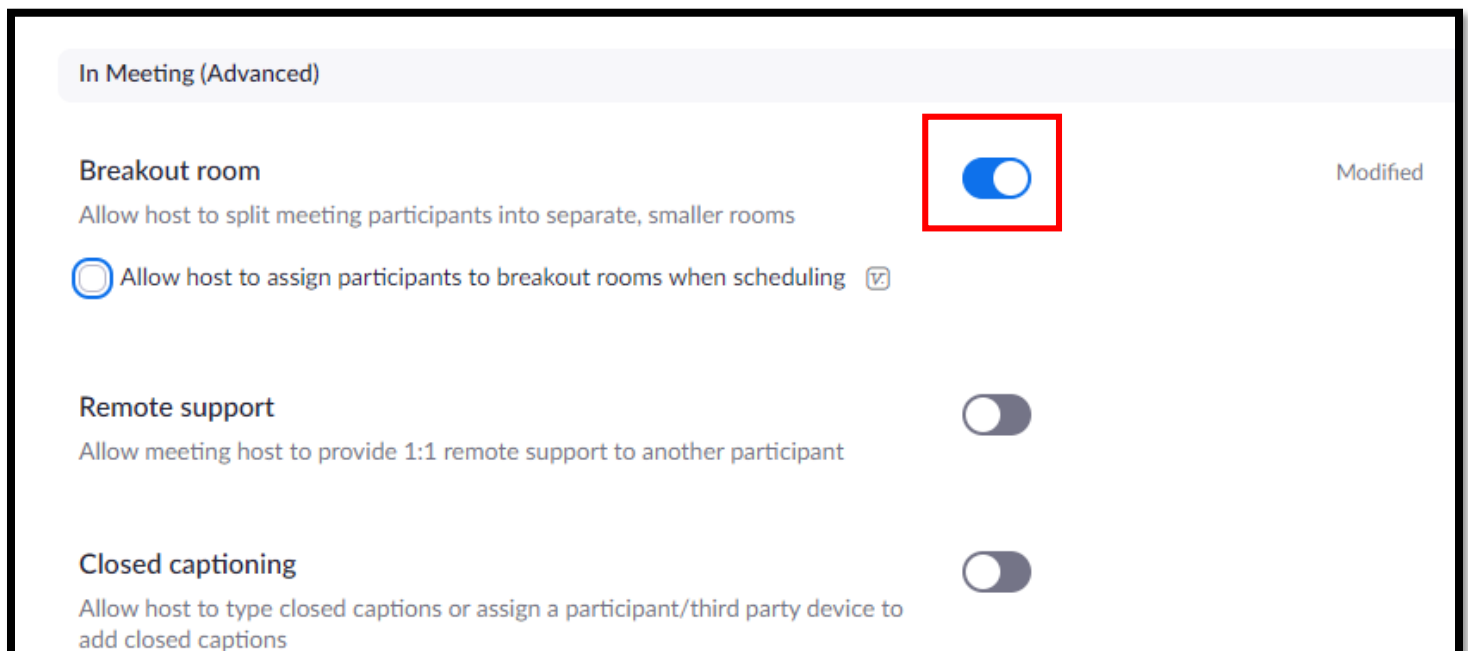 In Meeting (Advanced)
Breakout room
Modified
Allow host to split meeting participants into separate, smaller rooms
Allow host to assign participants to breakout rooms when scheduling
Remote support
Allow meeting host to provide 1:1 remote support to another participant
Closed captioning
Allow host to type closed captions or assign a participant/third party device to
add closed captions